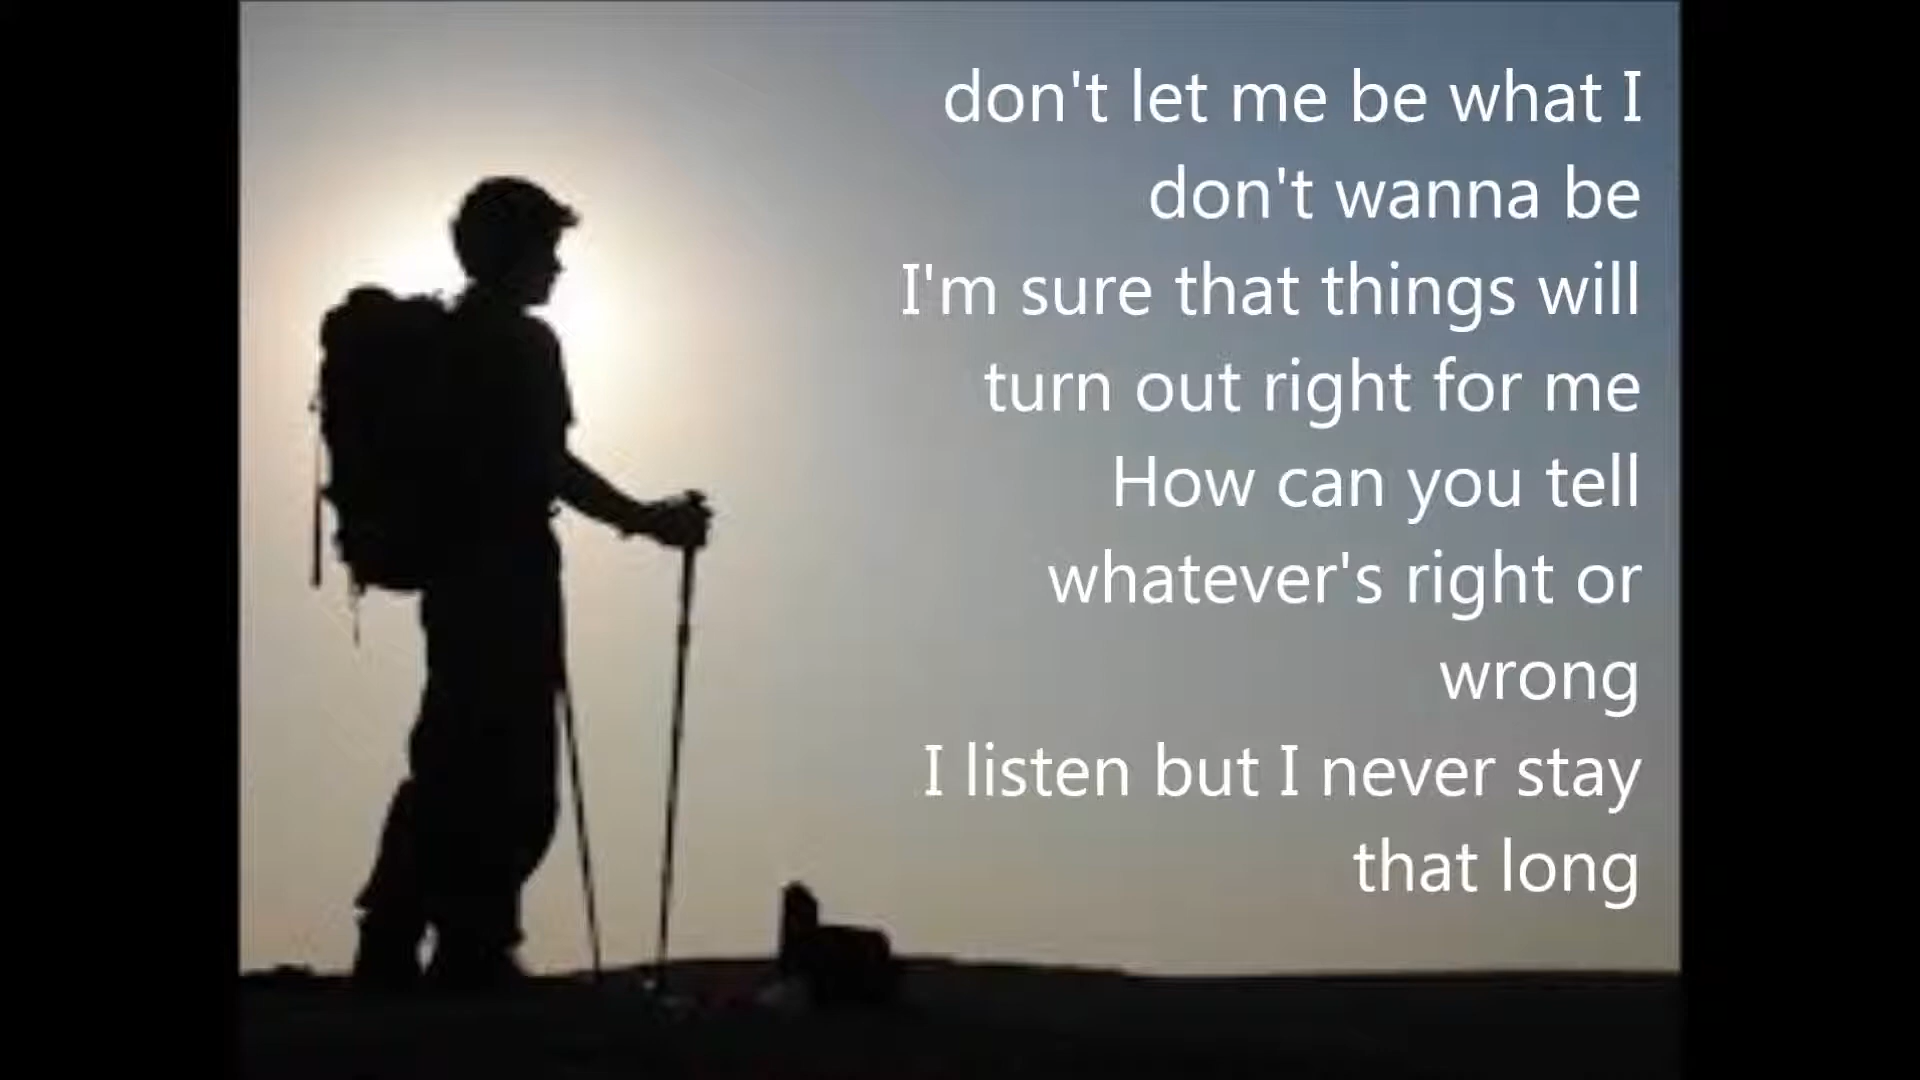 don't let me be what I
don't wanna be
I'm sure that things will
turn out right for me
How can you tell
whatever's right or
wrong
I listen but I never stay
that long